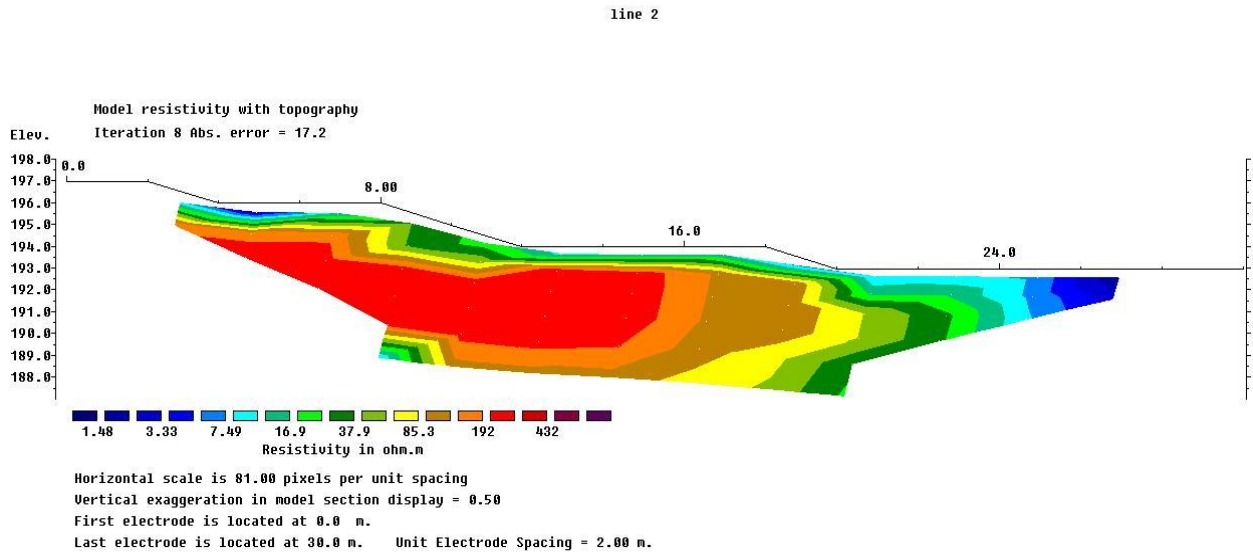 line 2
Model resistivity with topography
Elev. Iteration 8 Abs. error = 17.2
198.0 0.0
197.0 8.00
196.0
195.0
194.0 16.0
193.0 24.0
192.0
191.0
190.0
189.0
188.0
1.48 3.33 7.49 16.9 37.9 85.3 192 432
Resistivity in ohm.m
Horizontal scale is 81.00 pixels per unit spacing
Vertical exaggeration in model section display = 0.50
First electrode is located at 0.0 m.
Last electrode is located at 30.0 m. Unit Electrode Spacing = 2.00 m.